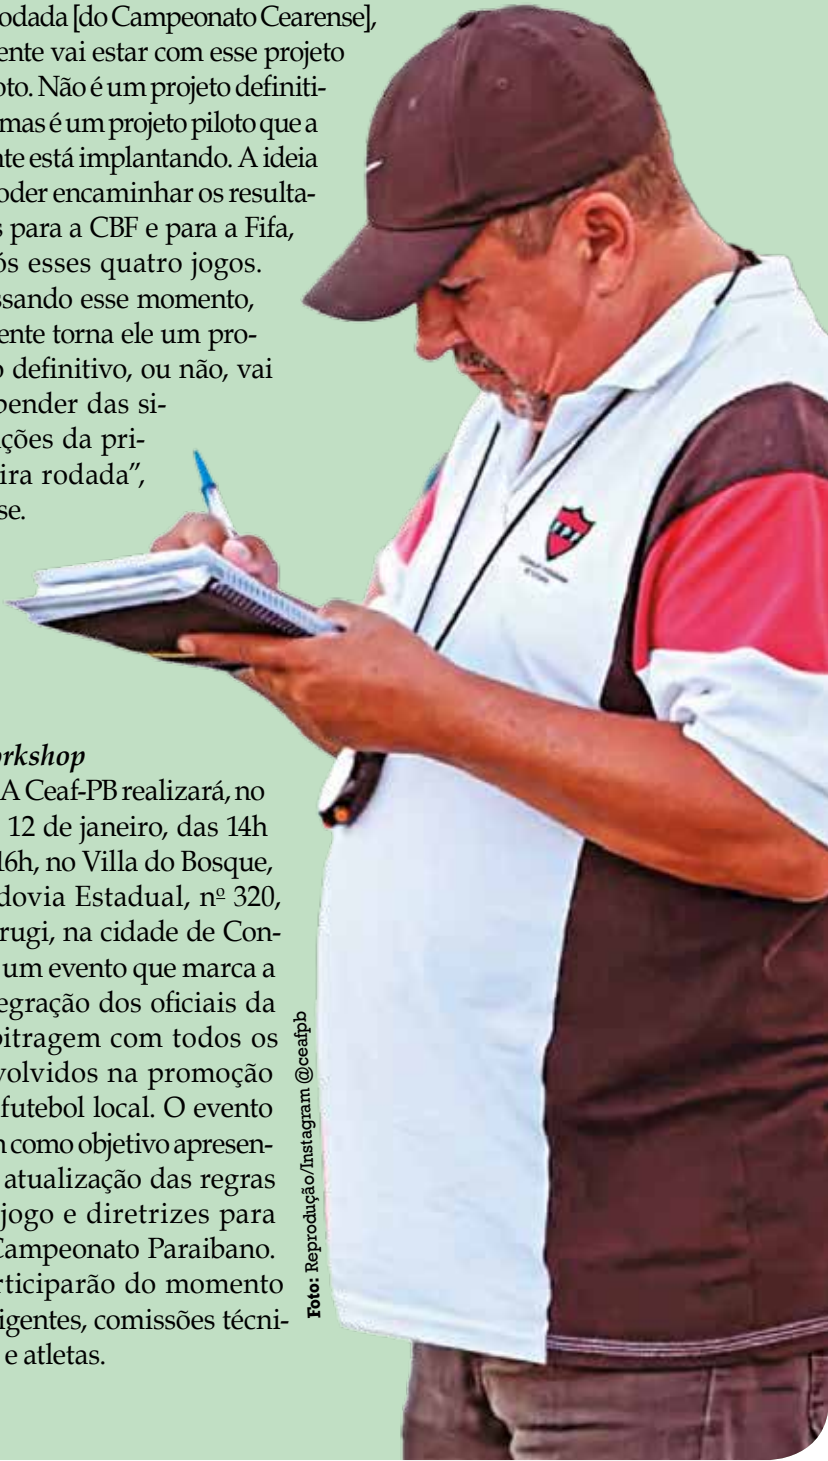 odada [do Campeonato Cearense],
ente vai estar com esse projeto
oto. Não é um projeto definiti-
mas é um projeto piloto que a
nte está implantando. A ideia
oder encaminhar os resulta-
s para a CBF e para a Fifa,
ós esses quatro jogos.
ssando esse momento,
ente torna ele um pro-
o definitivo, ou não, vai
pender das si-
ções da pri-
ira rodada”,
se.
orkshop
A Ceaf-PB realizará, no
12 de janeiro, das 14h
16h, no Villa do Bosque,
dovia Estadual, nº 320,
rugi, na cidade de Con-
um evento que marca a
egração dos oficiais da
bitragem com todos os
volvidos na promoção
futebol local. O evento
n como objetivo apresen-
atualização das regras
jogo e diretrizes para
Campeonato Paraibano.
rticiparão do momento
igentes, comissões técni-
e atletas.
Foto: Reprodução/Instagram @ceafpb